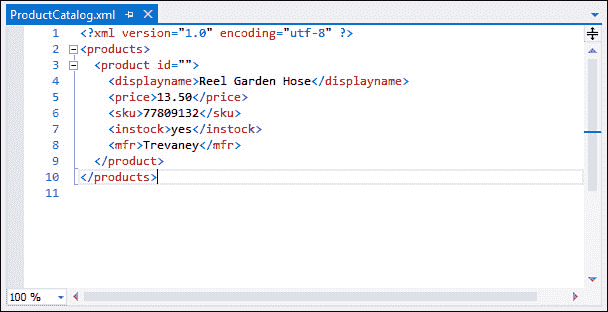 ProductCatalog.xml
1 <?xml version="1.0" encoding="utf-8" ?>
2 <products>
3 <product id="">
4 <displayname>Reel Garden Hose</displayname>
5 <price>13.50</price>
6 <sku>77809132</sku>
7 <instock>yes</instock>
8 <mfr>Trevaney</mfr>
9 </product>
10 </products>
11
100 %